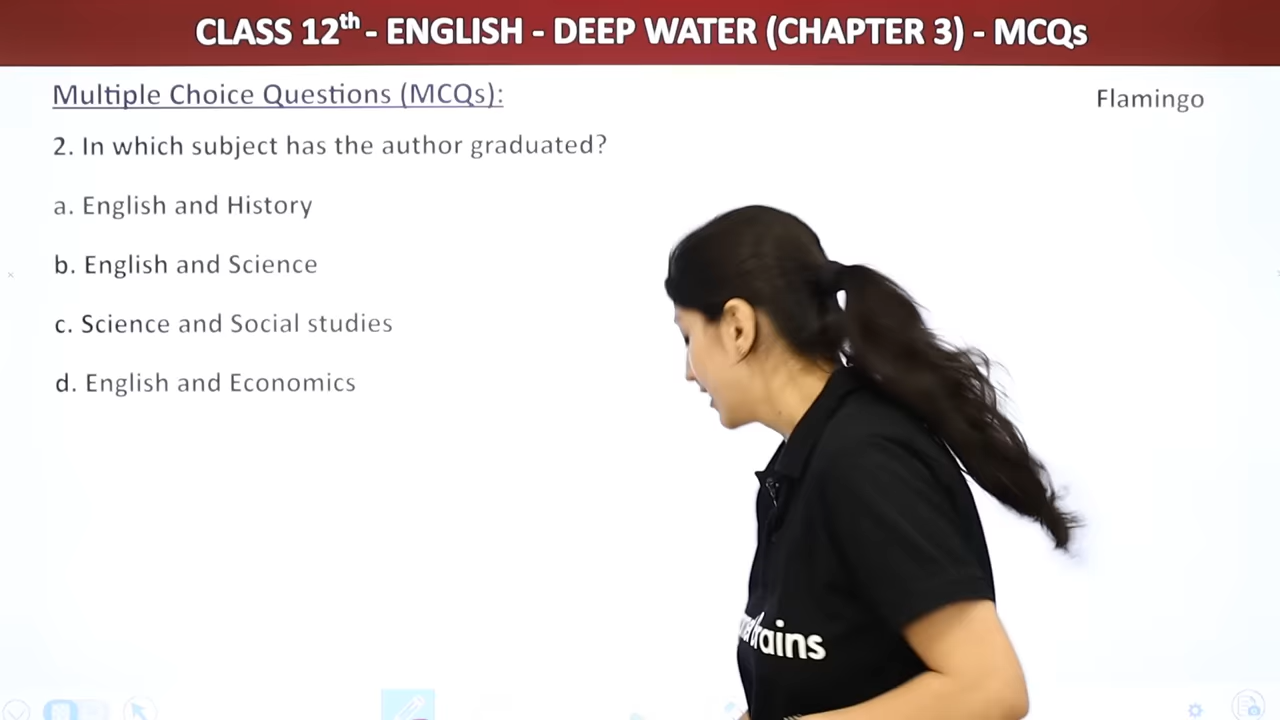 CLASS 12th - ENGLISH - DEEP WATER (CHAPTER 3) - MCQs
Multiple Choice Questions (MCQs):
Flamingo
2. In which subject has the author graduated?
a. English and History
b. English and Science
c. Science and Social studies
d. English and Economics